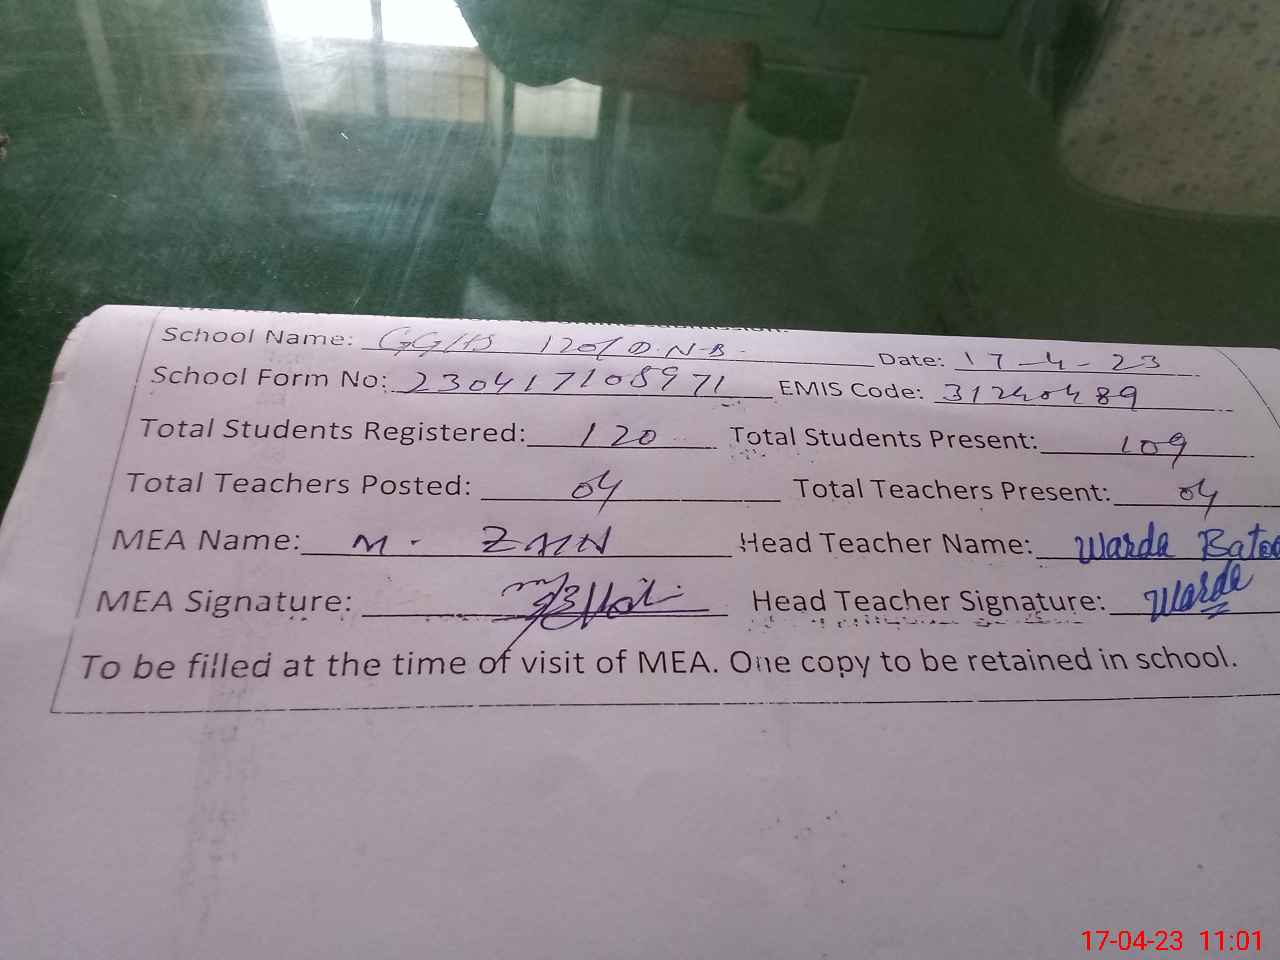 School Name: GGHS 120/D.N.B. Date: 17-4-23
School Form No: 230417108971 EMIS Code: 31240489
Total Students Registered: 120 Total Students Present: 109
Total Teachers Posted: 04 Total Teachers Present: 04
MEA Name: M. ZAIN Head Teacher Name: Warda
MEA Signature: Head Teacher Signature: Warda
To be filled at the time of visit of MEA. One copy to be retained in school.
17-04-23 11:01